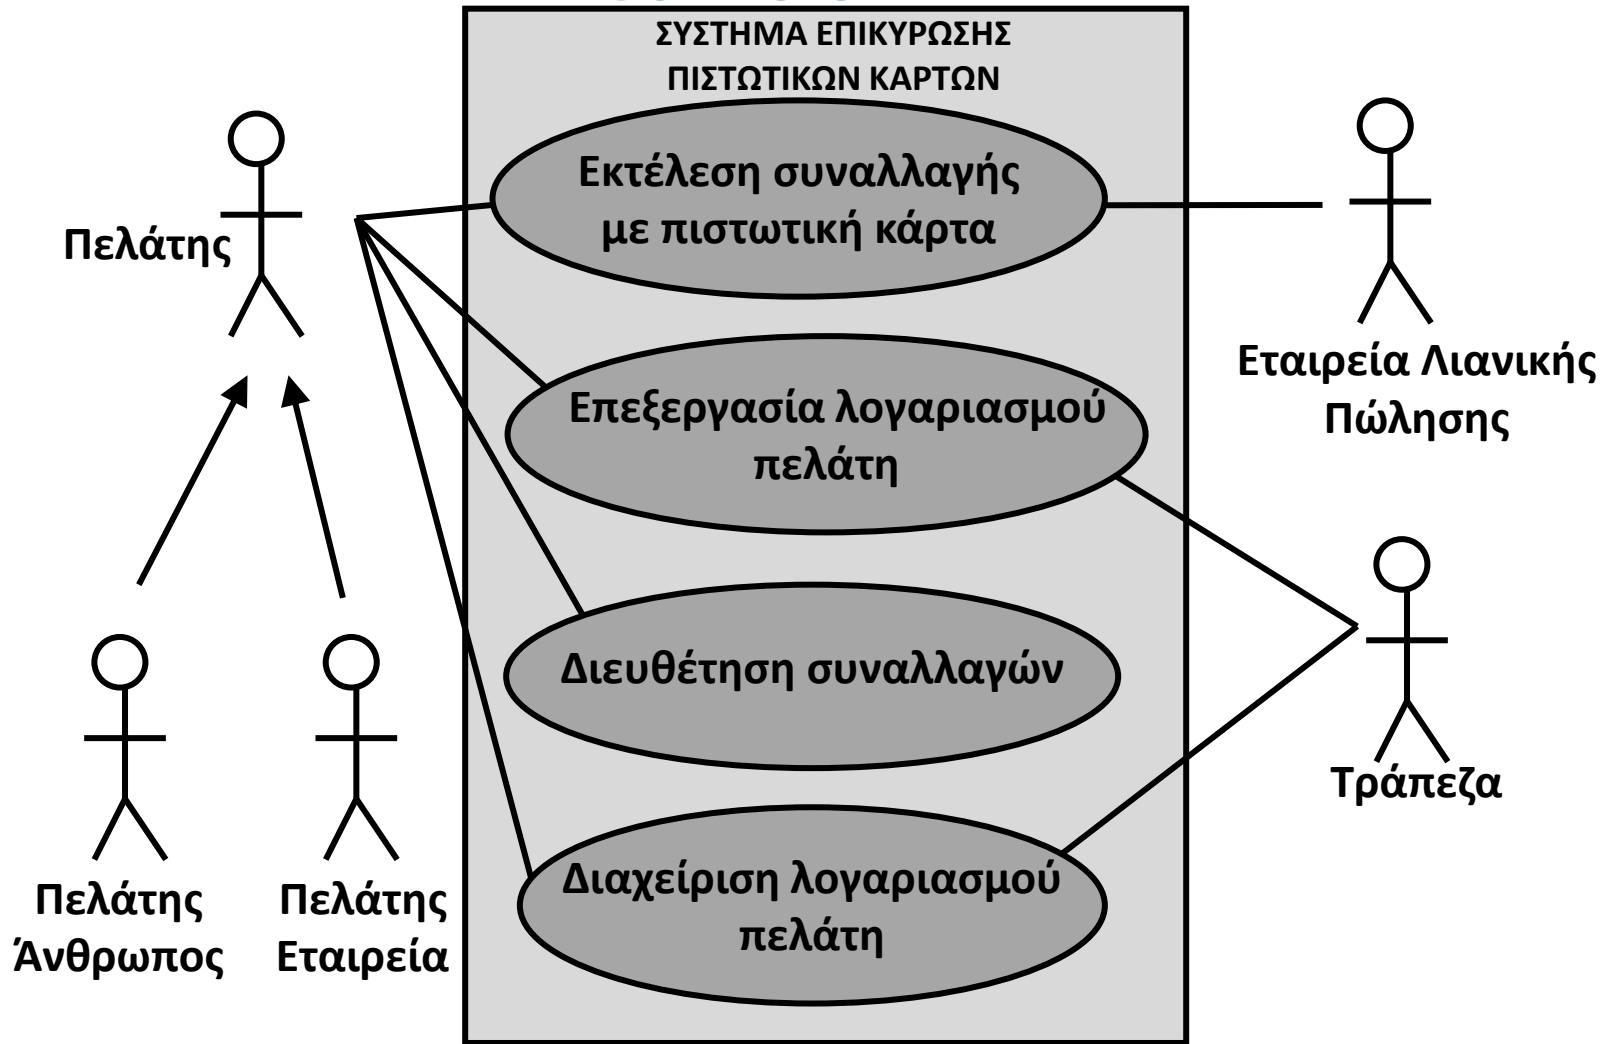 ΣΥΣΤΗΜΑ ΕΠΙΚΥΡΩΣΗΣ
ΠΙΣΤΩΤΙΚΩΝ ΚΑΡΤΩΝ
Εκτέλεση συναλλαγής
με πιστωτική κάρτα
Πελάτης
Εταιρεία Λιανικής
Πώλησης
Επεξεργασία λογαριασμού
πελάτη
Διευθέτηση συναλλαγών
Τράπεζα
Διαχείριση λογαριασμού
πελάτη
Πελάτης
Άνθρωπος
Πελάτης
Εταιρεία